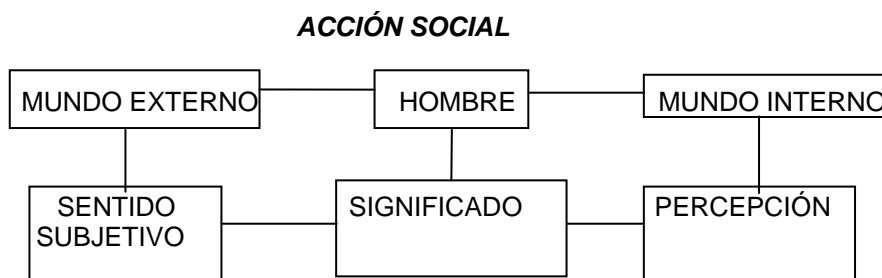 ACCIÓN SOCIAL
MUNDO EXTERNO
HOMBRE
MUNDO INTERNO
SENTIDO
SUBJETIVO
SIGNIFICADO
PERCEPCIÓN